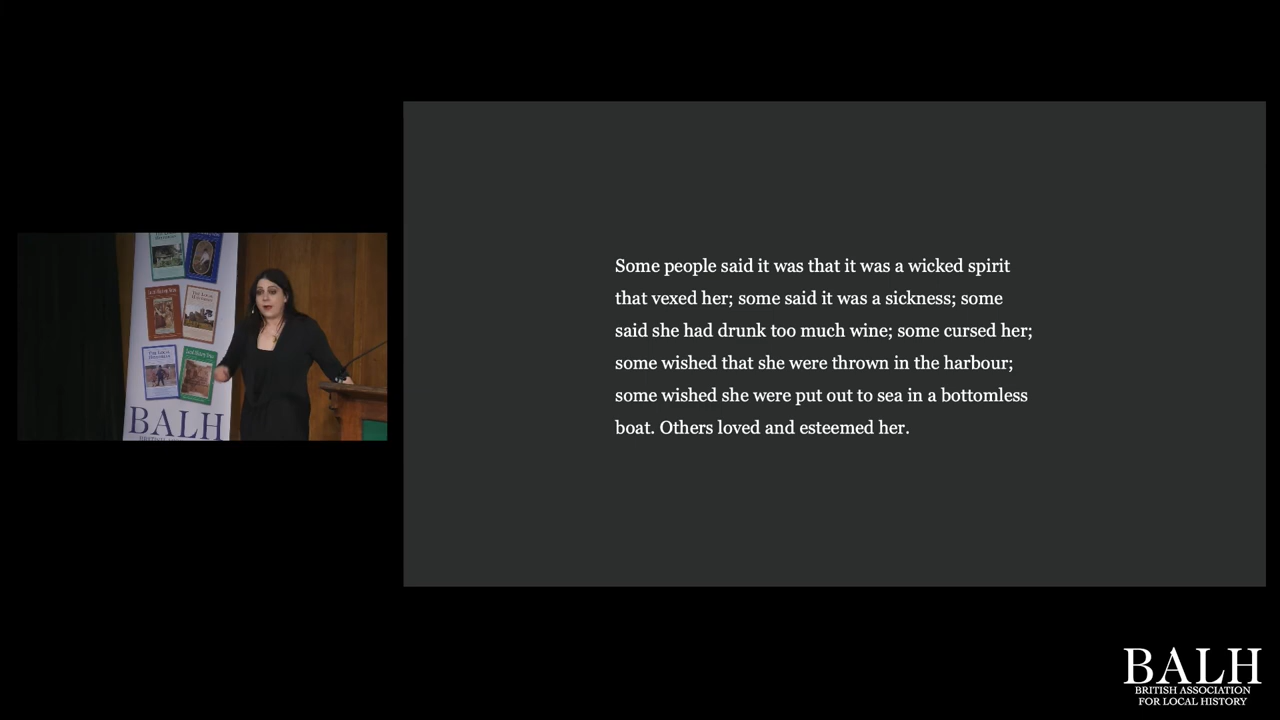 Some people said it was that it was a wicked spirit
that vexed her; some said it was a sickness; some
said she had drunk too much wine; some cursed her;
some wished that she were thrown in the harbour;
some wished she were put out to sea in a bottomless
boat. Others loved and esteemed her.
BALH
BALH
BRITISH ASSOCIATION
FOR LOCAL HISTORY